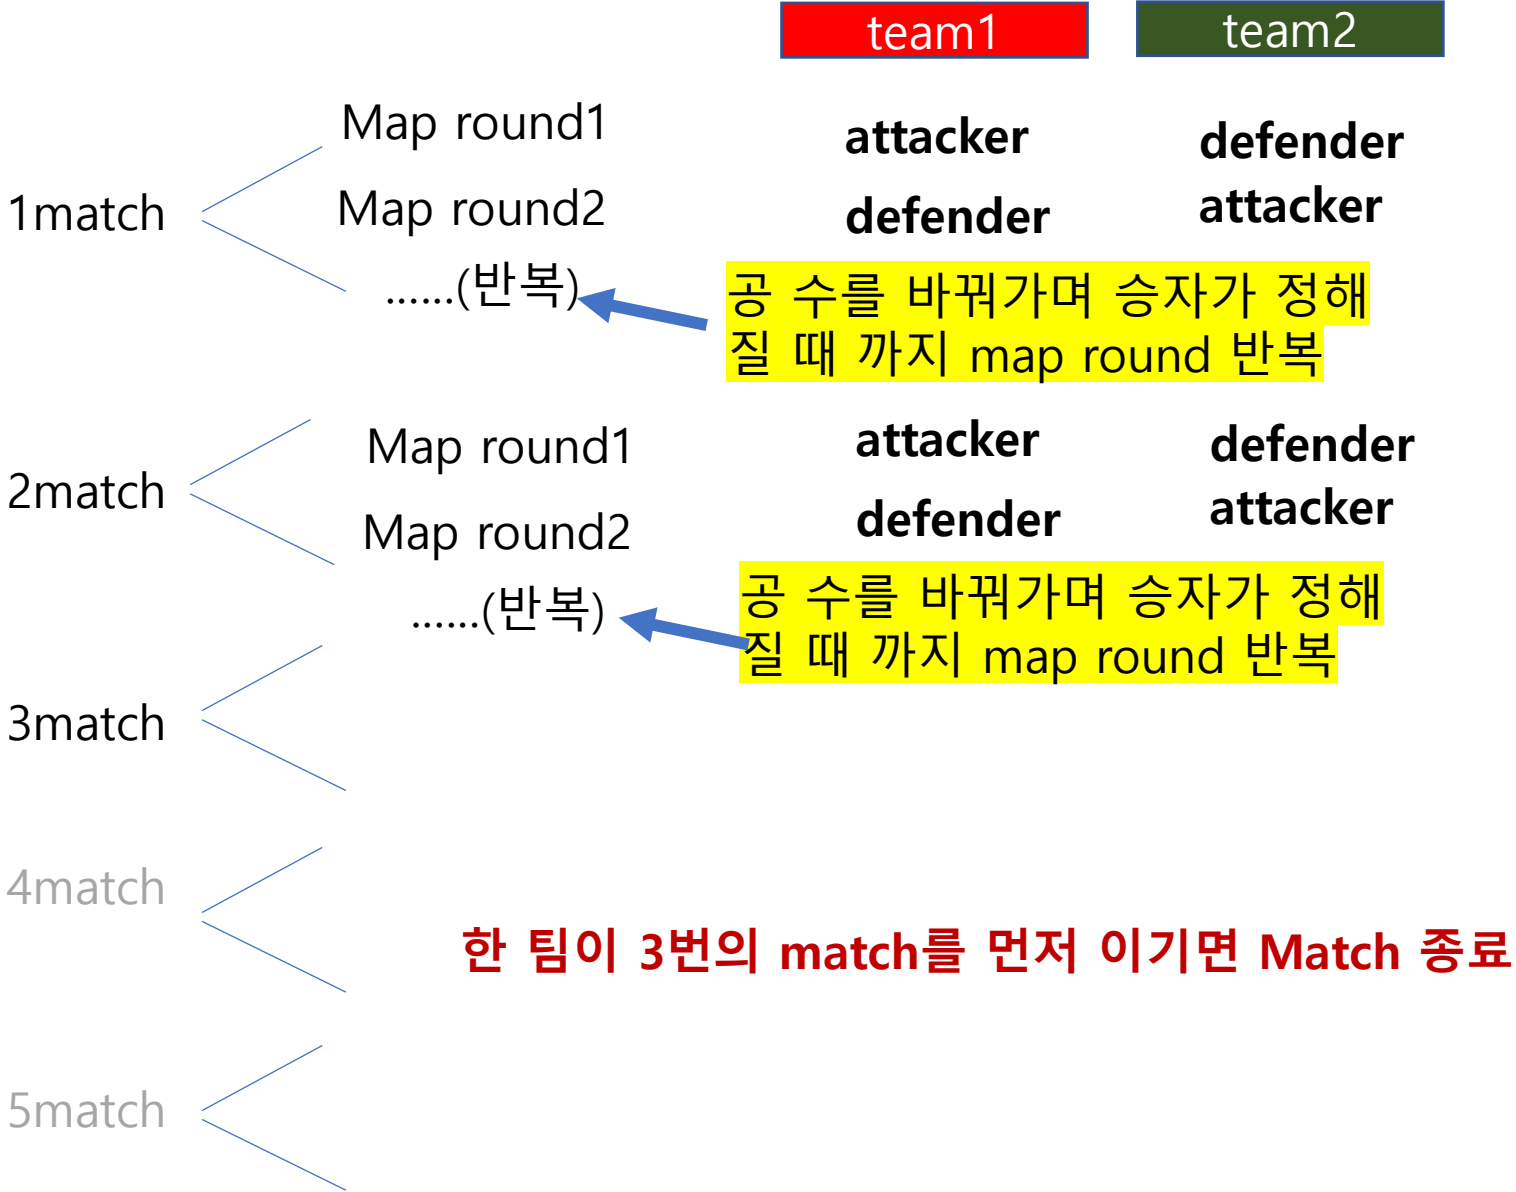 team1 team2
Map round1 attacker defender
1match Map round2 defender attacker
......(반복)
공 수를 바꿔가며 승자가 정해
질 때 까지 map round 반복
Map round1 attacker defender
2match Map round2 defender attacker
......(반복)
공 수를 바꿔가며 승자가 정해
질 때 까지 map round 반복
3match
4match
한 팀이 3번의 match를 먼저 이기면 Match 종료
5match